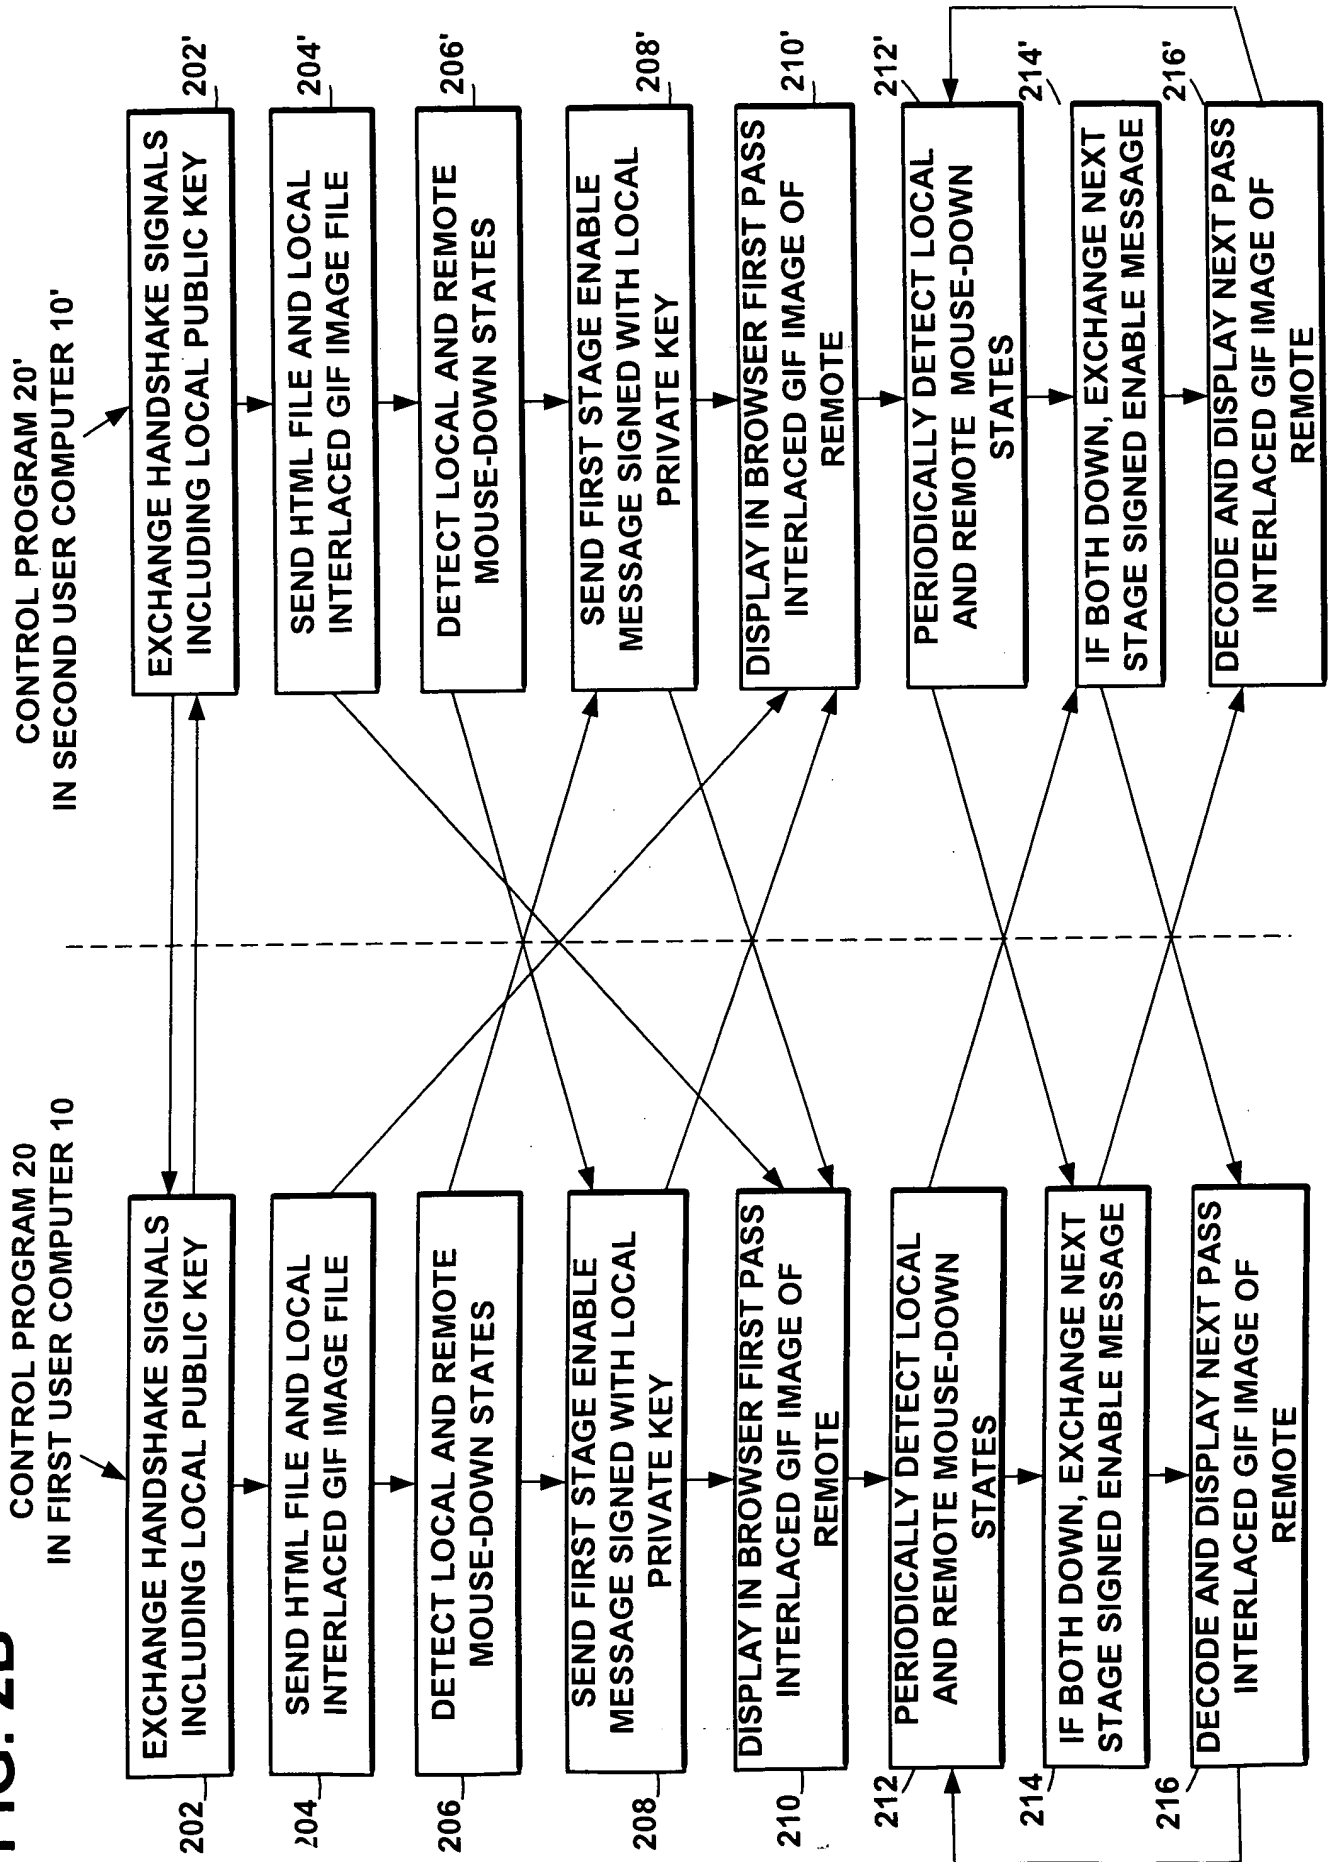 FIG. 2B
CONTROL PROGRAM 20
IN FIRST USER COMPUTER 10
202
EXCHANGE HANDSHAKE SIGNALS
INCLUDING LOCAL PUBLIC KEY
204
SEND HTML FILE AND LOCAL
INTERLACED GIF IMAGE FILE
206
DETECT LOCAL AND REMOTE
MOUSE-DOWN STATES
208
SEND FIRST STAGE ENABLE
MESSAGE SIGNED WITH LOCAL
PRIVATE KEY
210
DISPLAY IN BROWSER FIRST PASS
INTERLACED GIF IMAGE OF
REMOTE
212
PERIODICALLY DETECT LOCAL
AND REMOTE MOUSE-DOWN
STATES
214
IF BOTH DOWN, EXCHANGE NEXT
STAGE SIGNED ENABLE MESSAGE
216
DECODE AND DISPLAY NEXT PASS
INTERLACED GIF IMAGE OF
REMOTE
CONTROL PROGRAM 20'
IN SECOND USER COMPUTER 10'
202'
EXCHANGE HANDSHAKE SIGNALS
INCLUDING LOCAL PUBLIC KEY
204'
SEND HTML FILE AND LOCAL
INTERLACED GIF IMAGE FILE
206'
DETECT LOCAL AND REMOTE
MOUSE-DOWN STATES
208'
SEND FIRST STAGE ENABLE
MESSAGE SIGNED WITH LOCAL
PRIVATE KEY
210'
DISPLAY IN BROWSER FIRST PASS
INTERLACED GIF IMAGE OF
REMOTE
212'
PERIODICALLY DETECT LOCAL
AND REMOTE MOUSE-DOWN
STATES
214'
IF BOTH DOWN, EXCHANGE NEXT
STAGE SIGNED ENABLE MESSAGE
216'
DECODE AND DISPLAY NEXT PASS
INTERLACED GIF IMAGE OF
REMOTE